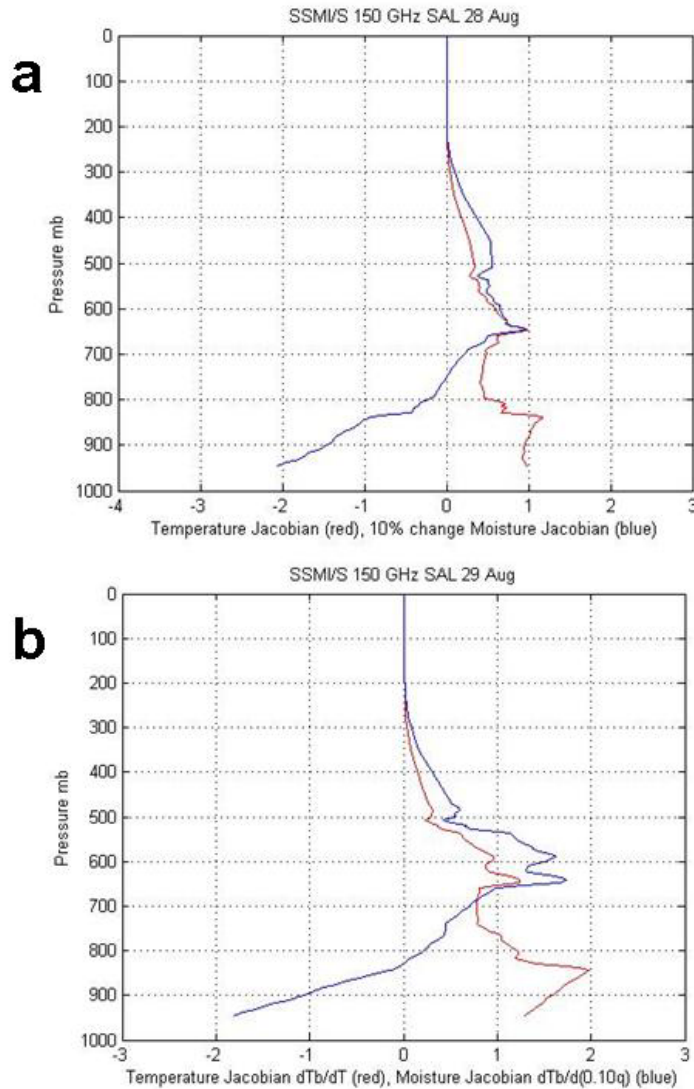 SSMI/S 150 GHz SAL 28 Aug
a
0
100
200
300
400
500
600
700
800
900
1000
Pressure mb
-4 -3 -2 -1 0 1 2 3
Temperature Jacobian (red), 10% change Moisture Jacobian (blue)
SSMI/S 150 GHz SAL 29 Aug
b
0
100
200
300
400
500
600
700
800
900
1000
Pressure mb
-3 -2 -1 0 1 2 3
Temperature Jacobian dTb/dT (red), Moisture Jacobian dTb/d(0.10q) (blue)